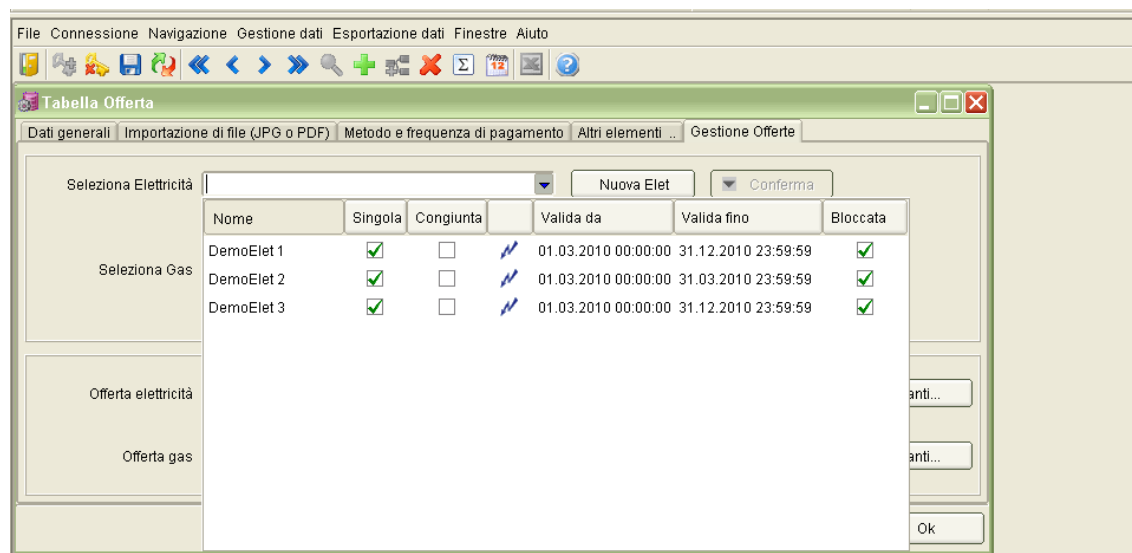 File Connessione Navigazione Gestione dati Esportazione dati Finestre Aiuto
Σ 12 ?
Tabella Offerta
Dati generali Importazione di file (JPG o PDF) Metodo e frequenza di pagamento Altri elementi .. Gestione Offerte
Seleziona Elettricità Nuova Elet Conferma
Nome Singola Congiunta Valida da Valida fino Bloccata
DemoElet 1 01.03.2010 00:00:00 31.12.2010 23:59:59
Seleziona Gas
DemoElet 2 01.03.2010 00:00:00 31.03.2010 23:59:59
DemoElet 3 01.03.2010 00:00:00 31.12.2010 23:59:59
Offerta elettricità anti...
Offerta gas anti...
Ok